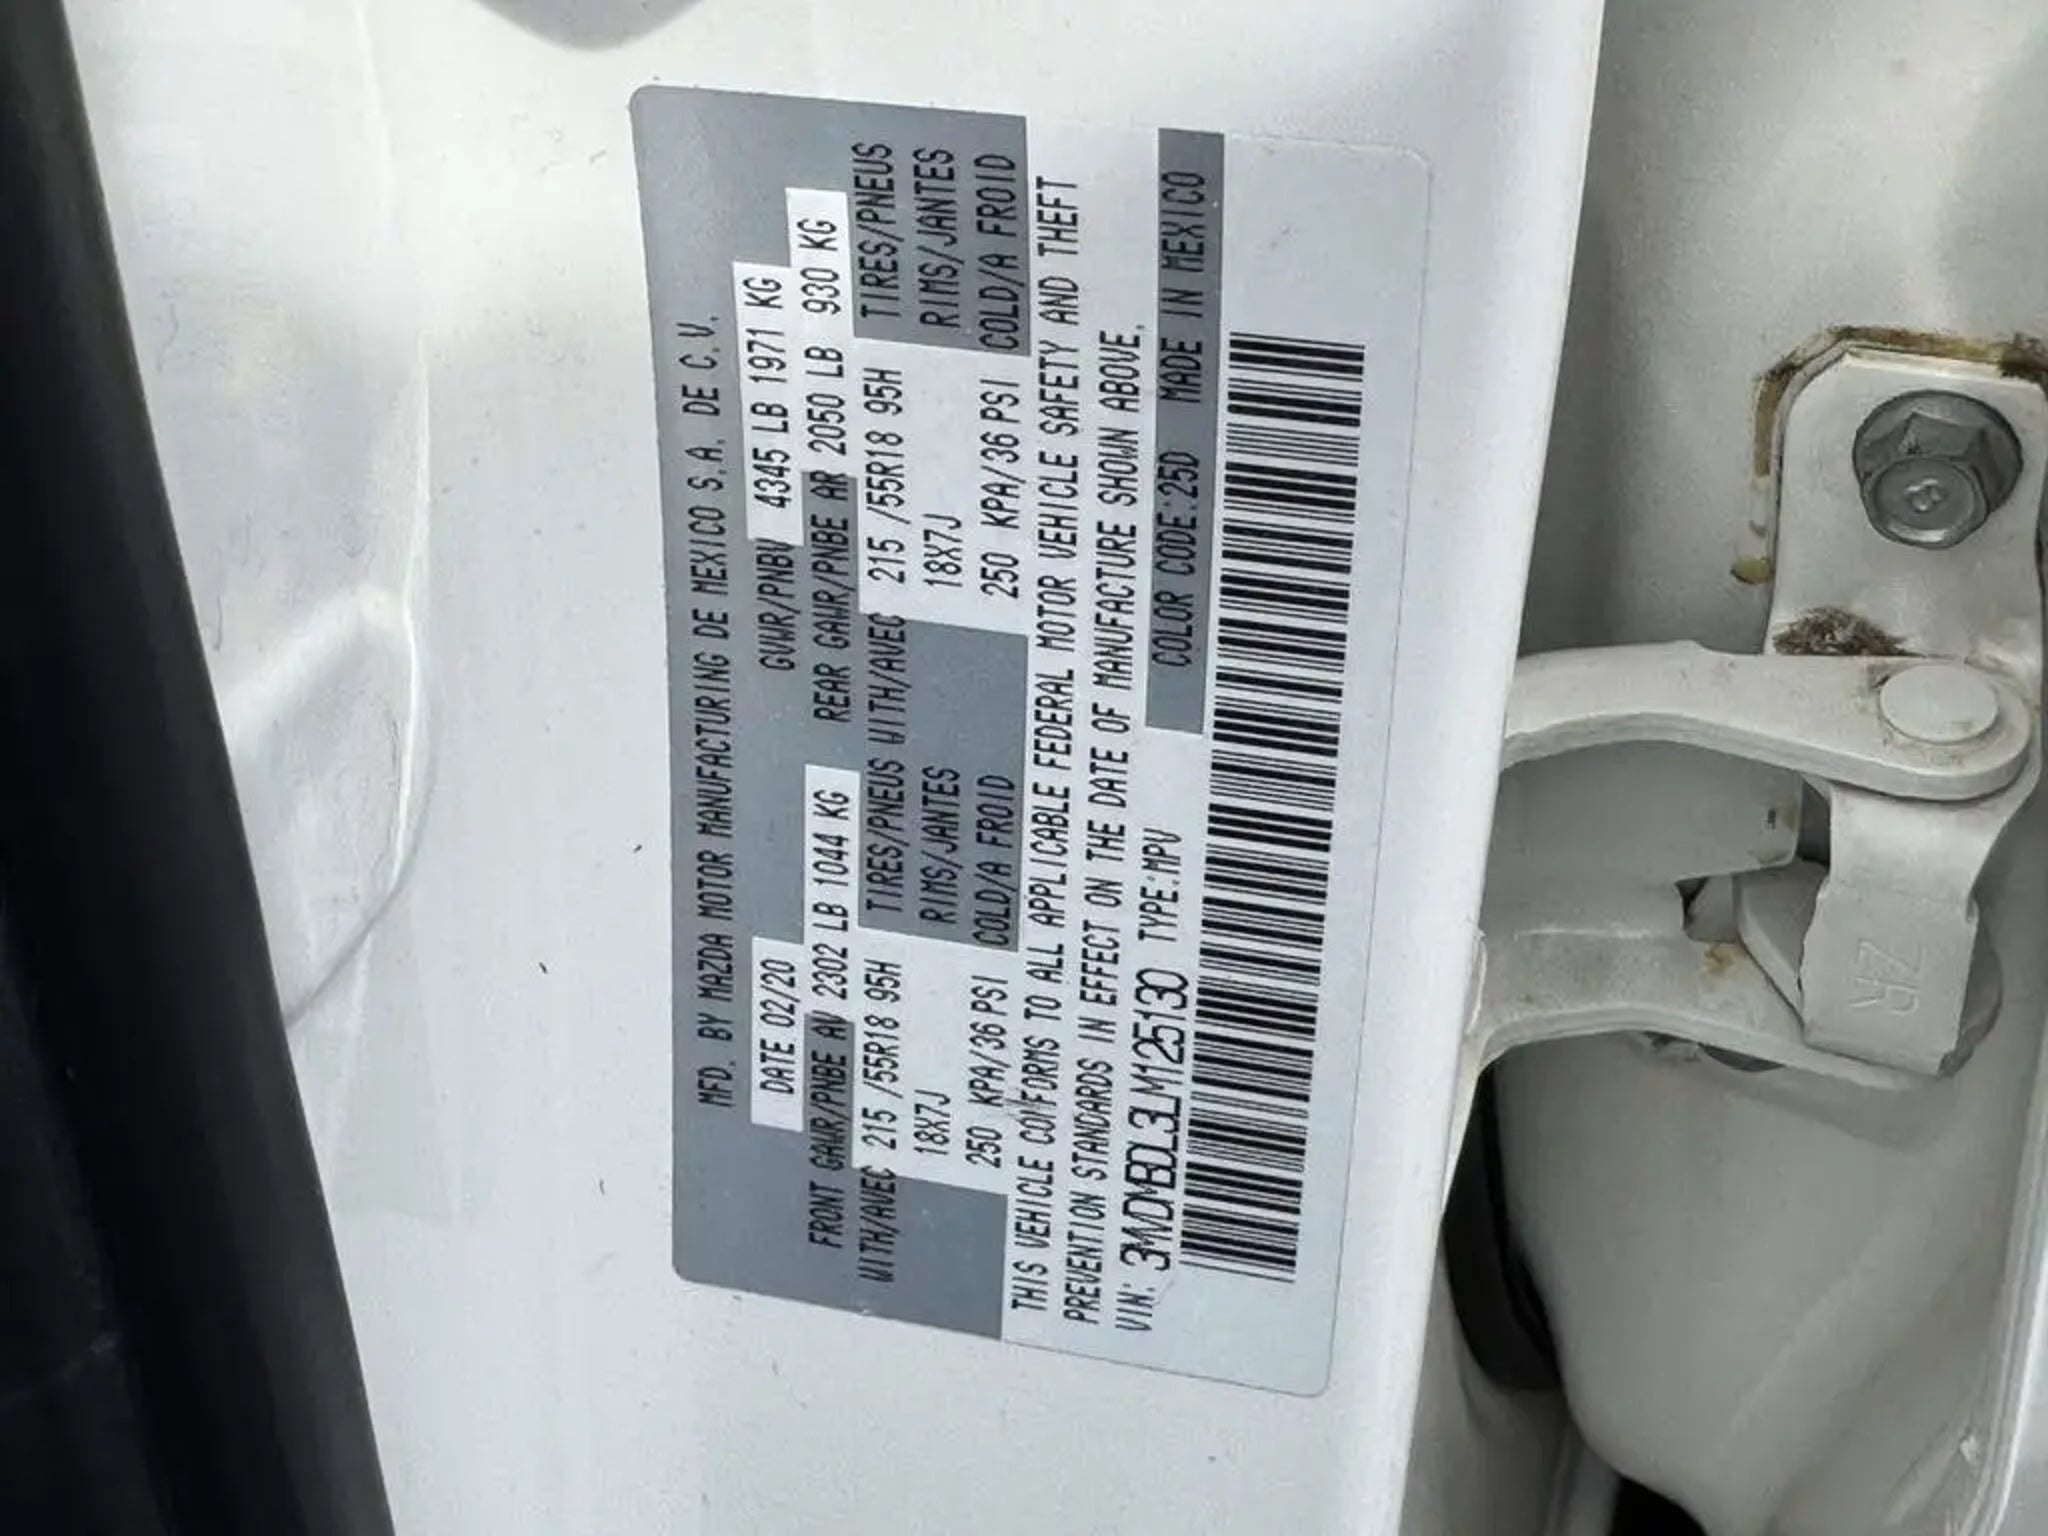 MFD. BY MAZDA MOTOR MANUFACTURING DE MEXICO S.A. DE C.V.
DATE 02/20 GVWR/PNBV 4345 LB 1971 KG
FRONT GAWR/PNBE AV 2302 LB 1044 KG REAR GAWR/PNBE AR 2050 LB 930 KG
WITH/AVEC 215 /55R18 95H TIRES/PNEUS WITH/AVEC 215 /55R18 95H TIRES/PNEUS
18X7J RIMS/JANTES 18X7J RIMS/JANTES
250 KPA/36 PSI COLD/A FROID 250 KPA/36 PSI COLD/A FROID
THIS VEHICLE CONFORMS TO ALL APPLICABLE FEDERAL MOTOR VEHICLE SAFETY AND THEFT
PREVENTION STANDARDS IN EFFECT ON THE DATE OF MANUFACTURE SHOWN ABOVE.
VIN: 3MVDMBDL3LM125130 TYPE:MPV COLOR CODE:25D MADE IN MEXICO
8
ZR